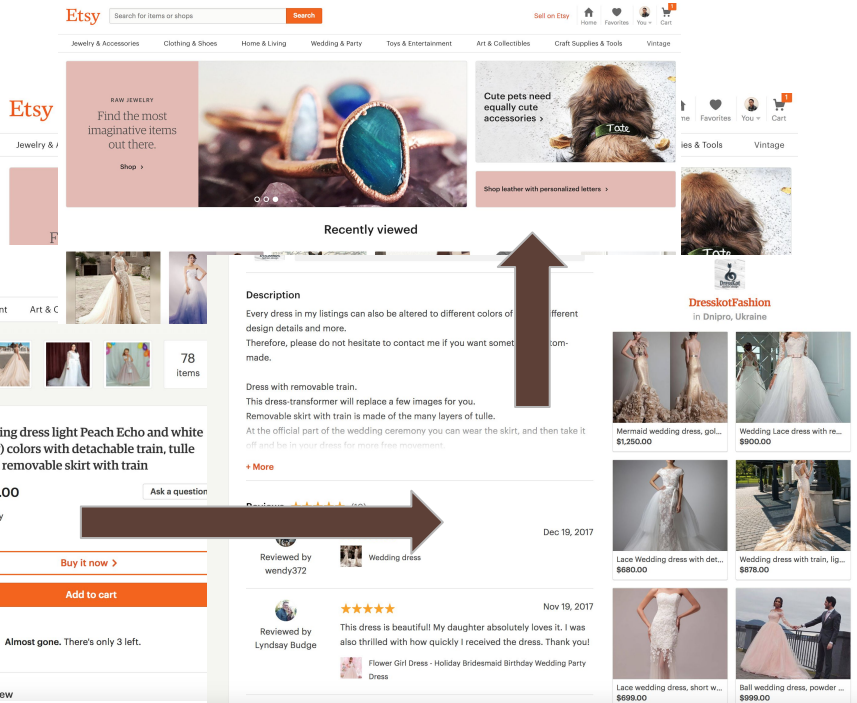 Etsy
Search for items or shops
Search
Sell on Etsy
Home
Favorites
You
Cart
1
Jewelry & Accessories
Clothing & Shoes
Home & Living
Wedding & Party
Toys & Entertainment
Art & Collectibles
Craft Supplies & Tools
Vintage
RAW JEWELRY
Find the most
imaginative items
out there.
Shop >
Cute pets need
equally cute
accessories >
Tate
Shop leather with personalized letters >
Recently viewed
Etsy
Jewelry &
F
me
Favorites
You
Cart
1
ies & Tools
Vintage
Tate
nt
Art & C
78
items
ing dress light Peach Echo and white
) colors with detachable train, tulle
removable skirt with train
.00
Ask a question
y
Buy it now >
Add to cart
Almost gone. There's only 3 left.
ew
Description
Every dress in my listings can also be altered to different colors of
fferent
design details and more.
Therefore, please do not hesitate to contact me if you want somet
tom-
made.
Dress with removable train.
This dress-transformer will replace a few images for you.
Removable skirt with train is made of the many layers of tulle.
At the official part of the wedding ceremony you can wear the skirt, and then take it
off and be in your dress for more free movement.
+ More
Reviews
Dec 19, 2017
Reviewed by
wendy372
Wedding dress
Nov 19, 2017
Reviewed by
Lyndsay Budge
This dress is beautiful! My daughter absolutely loves it. I was
also thrilled with how quickly I received the dress. Thank you!
Flower Girl Dress - Holiday Bridesmaid Birthday Wedding Party
Dress
DressKot
DresskotFashion
in Dnipro, Ukraine
Mermaid wedding dress, gol...
$1,250.00
Wedding Lace dress with re...
$900.00
Lace Wedding dress with det...
$680.00
Wedding dress with train, lig...
$878.00
Lace wedding dress, short w...
$699.00
Ball wedding dress, powder ...
$999.00